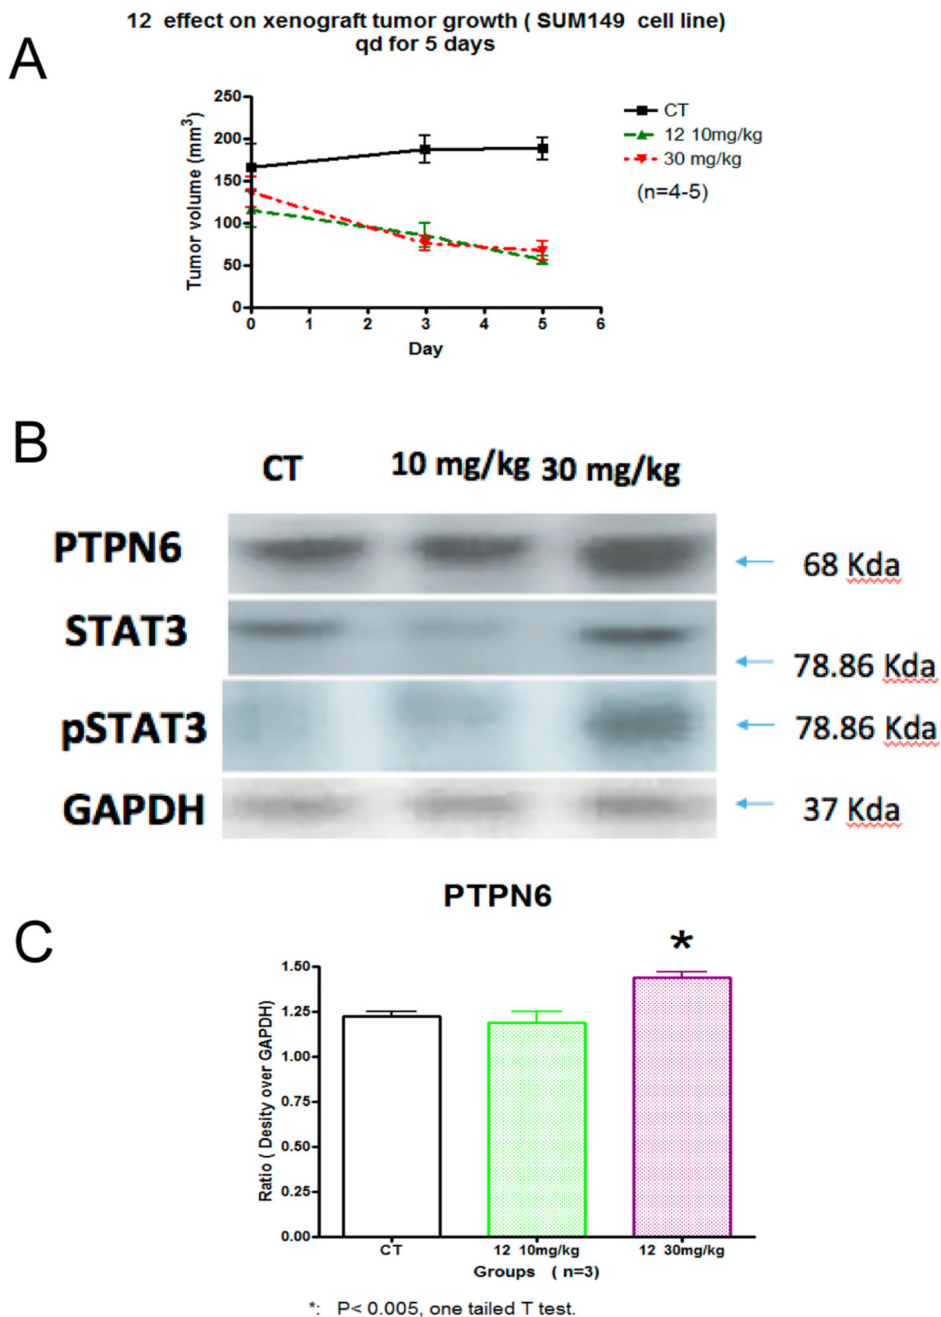 12 effect on xenograft tumor growth ( SUM149 cell line)
qd for 5 days
A
Tumor volume (mm³)
250
200
150
100
50
0
0 1 2 3 4 5 6
Day
CT
12 10mg/kg
30 mg/kg
(n=4-5)
B
CT 10 mg/kg 30 mg/kg
PTPN6 68 Kda
STAT3 78.86 Kda
pSTAT3 78.86 Kda
GAPDH 37 Kda
PTPN6
C
*
Ratio ( Desity over GAPDH)
1.50
1.25
1.00
0.75
0.50
0.25
0.00
CT 12 10mg/kg 12 30mg/kg
Groups ( n=3)
*: P< 0.005, one tailed T test.